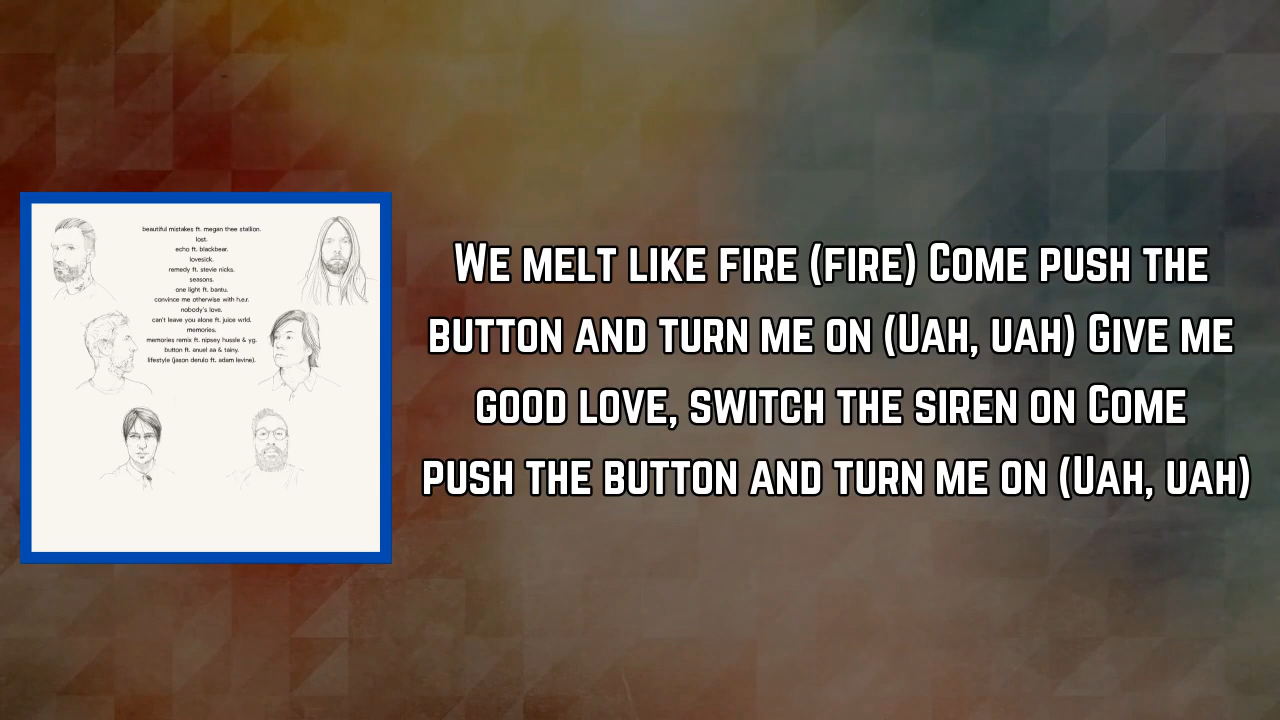 beautiful mistakes ft. megan thee stallion.
lost.
echo ft. blackbear.
lovesick.
remedy ft. stevie nicks.
seasons.
one light ft. bantu.
convince me otherwise with h.e.r.
nobody's love.
can't leave you alone ft. juice wrld.
memories.
memories remix ft. nipsey hussle & yg.
button ft. anuel aa & tainy.
lifestyle (jason derulo ft. adam levine).
We melt like fire (fire) Come push the
button and turn me on (Uah, uah) Give me
good love, switch the siren on Come
push the button and turn me on (Uah, uah)